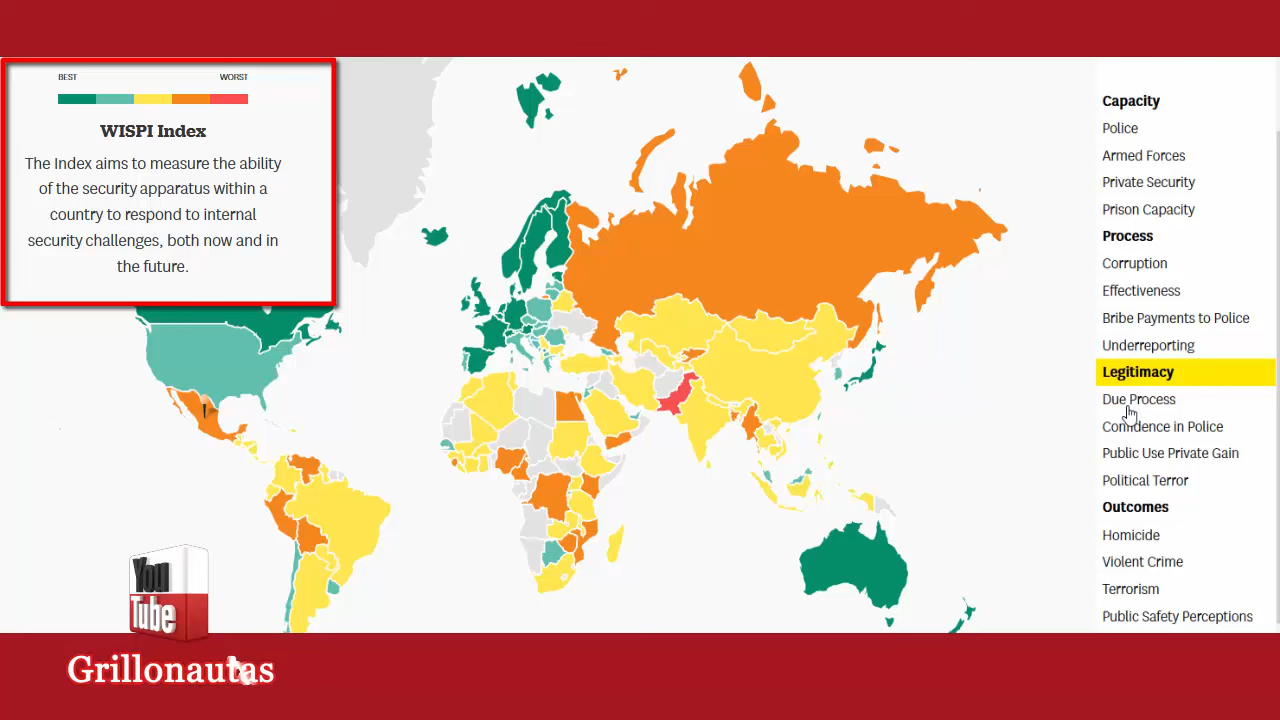 BEST WORST
WISPI Index
The Index aims to measure the ability
of the security apparatus within a
country to respond to internal
security challenges, both now and in
the future.
Capacity
Police
Armed Forces
Private Security
Prison Capacity
Process
Corruption
Effectiveness
Bribe Payments to Police
Underreporting
Legitimacy
Due Process
Confidence in Police
Public Use Private Gain
Political Terror
Outcomes
Homicide
Violent Crime
Terrorism
Public Safety Perceptions
You
Tube
Grillonautas